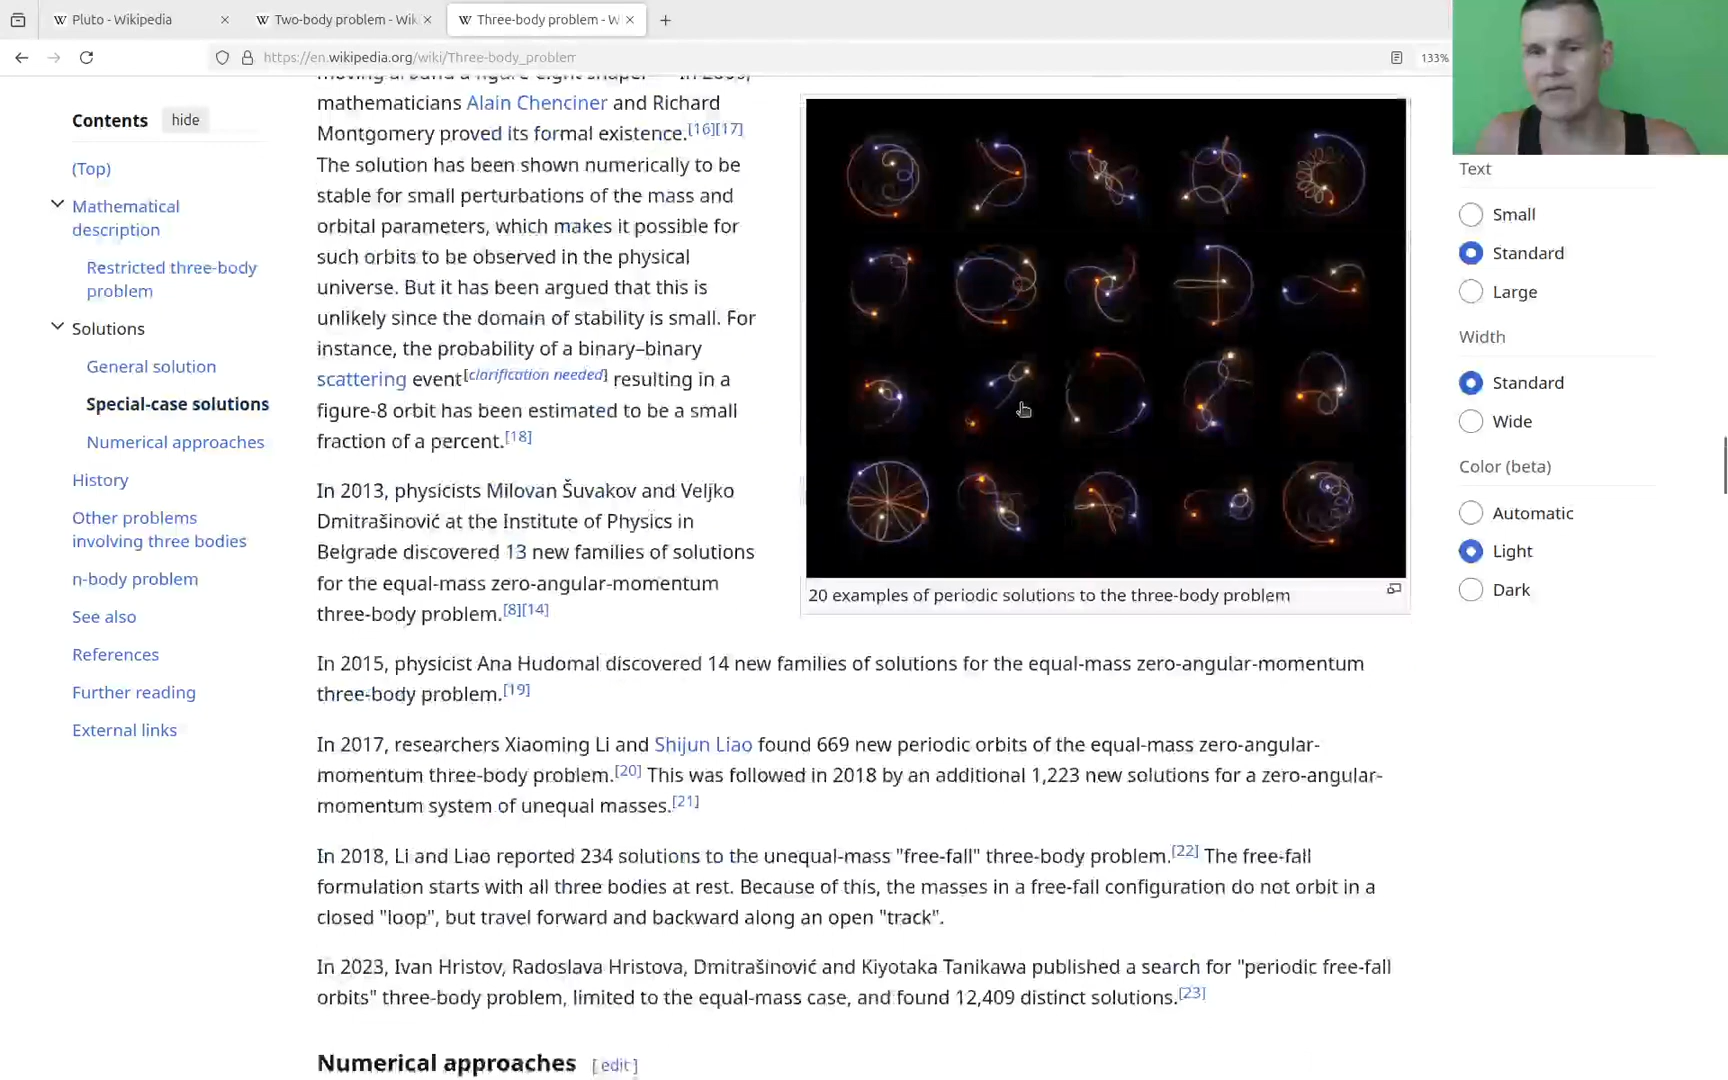 Pluto - Wikipedia
Two-body problem - Wik
Three-body problem - W
https://en.wikipedia.org/wiki/Three-body_problem
133%
Contents
hide
(Top)
Mathematical
description
Restricted three-body
problem
Solutions
General solution
Special-case solutions
Numerical approaches
History
Other problems
involving three bodies
n-body problem
See also
References
Further reading
External links
moving around a figure-eight shape. In
mathematicians Alain Chenciner and Richard
Montgomery proved its formal existence.[16][17]
The solution has been shown numerically to be
stable for small perturbations of the mass and
orbital parameters, which makes it possible for
such orbits to be observed in the physical
universe. But it has been argued that this is
unlikely since the domain of stability is small. For
instance, the probability of a binary–binary
scattering event[clarification needed] resulting in a
figure-8 orbit has been estimated to be a small
fraction of a percent.[18]
In 2013, physicists Milovan Šuvakov and Veljko
Dmitrašinović at the Institute of Physics in
Belgrade discovered 13 new families of solutions
for the equal-mass zero-angular-momentum
three-body problem.[8][14]
20 examples of periodic solutions to the three-body problem
In 2015, physicist Ana Hudomal discovered 14 new families of solutions for the equal-mass zero-angular-momentum
three-body problem.[19]
In 2017, researchers Xiaoming Li and Shijun Liao found 669 new periodic orbits of the equal-mass zero-angular-
momentum three-body problem.[20] This was followed in 2018 by an additional 1,223 new solutions for a zero-angular-
momentum system of unequal masses.[21]
In 2018, Li and Liao reported 234 solutions to the unequal-mass "free-fall" three-body problem.[22] The free-fall
formulation starts with all three bodies at rest. Because of this, the masses in a free-fall configuration do not orbit in a
closed "loop", but travel forward and backward along an open "track".
In 2023, Ivan Hristov, Radoslava Hristova, Dmitrašinović and Kiyotaka Tanikawa published a search for "periodic free-fall
orbits" three-body problem, limited to the equal-mass case, and found 12,409 distinct solutions.[23]
Numerical approaches [edit]
Text
Small
Standard
Large
Width
Standard
Wide
Color (beta)
Automatic
Light
Dark